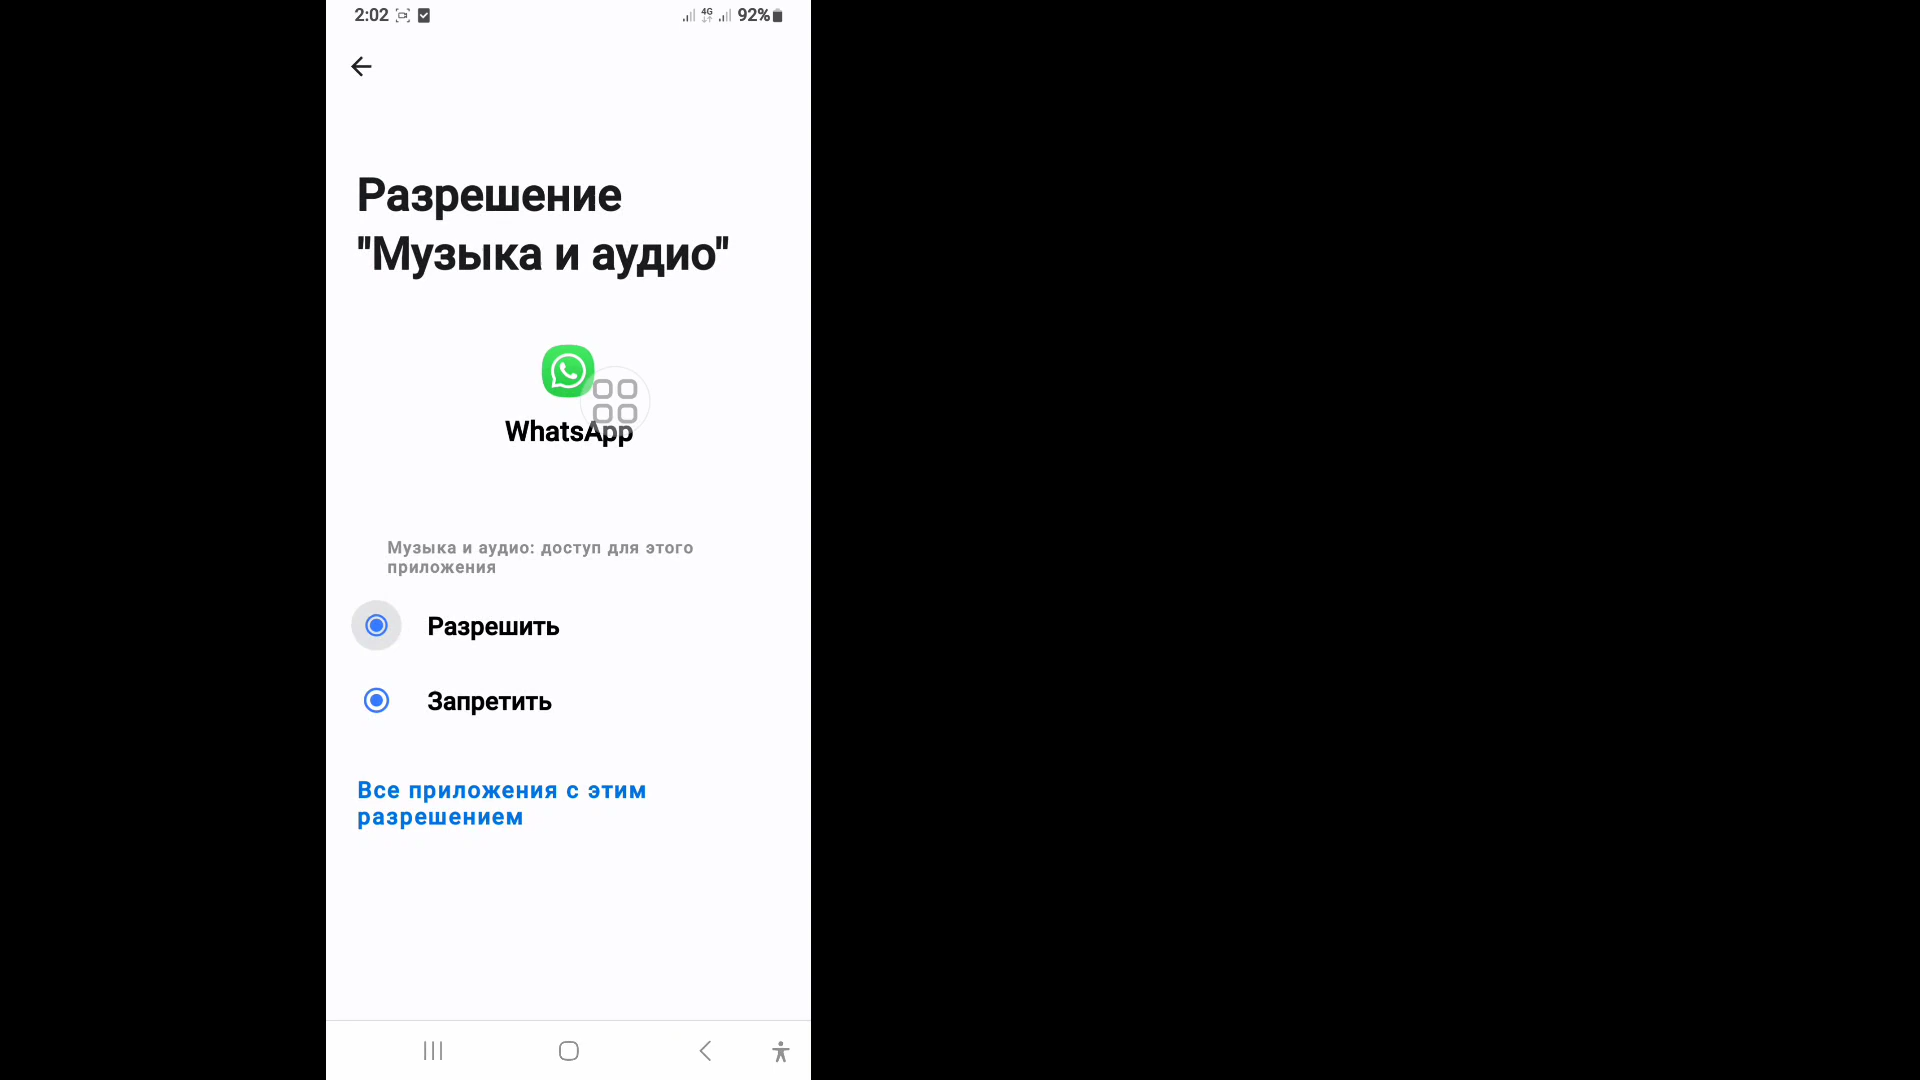 2:02 4G 92%
Разрешение
"Музыка и аудио"
WhatsApp
Музыка и аудио: доступ для этого
приложения
Разрешить
Запретить
Все приложения с этим
разрешением